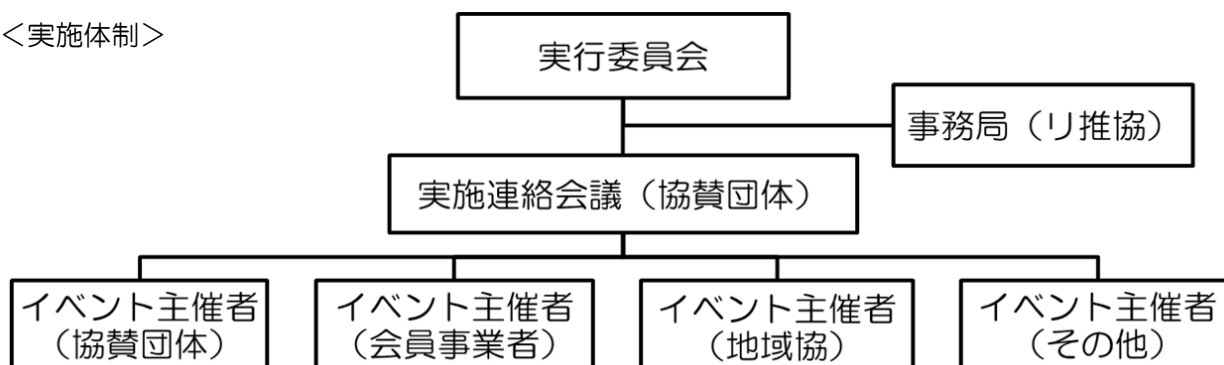 <実施体制>
実行委員会
事務局(リ推協)
実施連絡会議(協賛団体)
イベント主催者
(協賛団体)
イベント主催者
(会員事業者)
イベント主催者
(地域協)
イベント主催者
(その他)